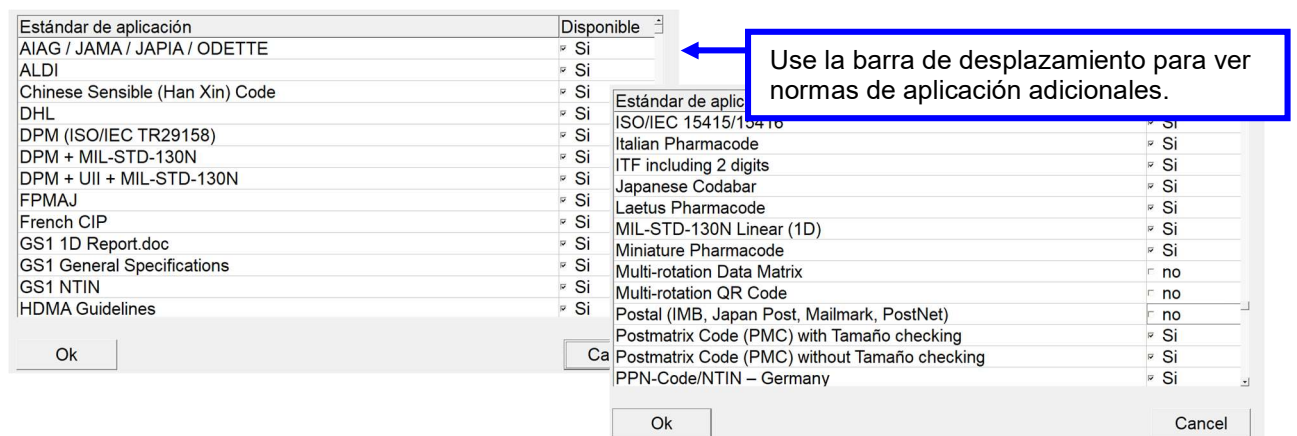 Estándar de aplicación Disponible
AIAG / JAMA / JAPIA / ODETTE Si
ALDI Si
Chinese Sensible (Han Xin) Code Si
DHL Si
DPM (ISO/IEC TR29158) Si
DPM + MIL-STD-130N Si
DPM + UII + MIL-STD-130N Si
FPMAJ Si
French CIP Si
GS1 1D Report.doc Si
GS1 General Specifications Si
GS1 NTIN Si
HDMA Guidelines Si
Ok Ca
Use la barra de desplazamiento para ver
normas de aplicación adicionales.
Estándar de aplic
ISO/IEC 15415/15416 Si
Italian Pharmacode Si
ITF including 2 digits Si
Japanese Codabar Si
Laetus Pharmacode Si
MIL-STD-130N Linear (1D) Si
Miniature Pharmacode Si
Multi-rotation Data Matrix no
Multi-rotation QR Code no
Postal (IMB, Japan Post, Mailmark, PostNet) no
Postmatrix Code (PMC) with Tamaño checking Si
Postmatrix Code (PMC) without Tamaño checking Si
PPN-Code/NTIN – Germany Si
Ok Cancel